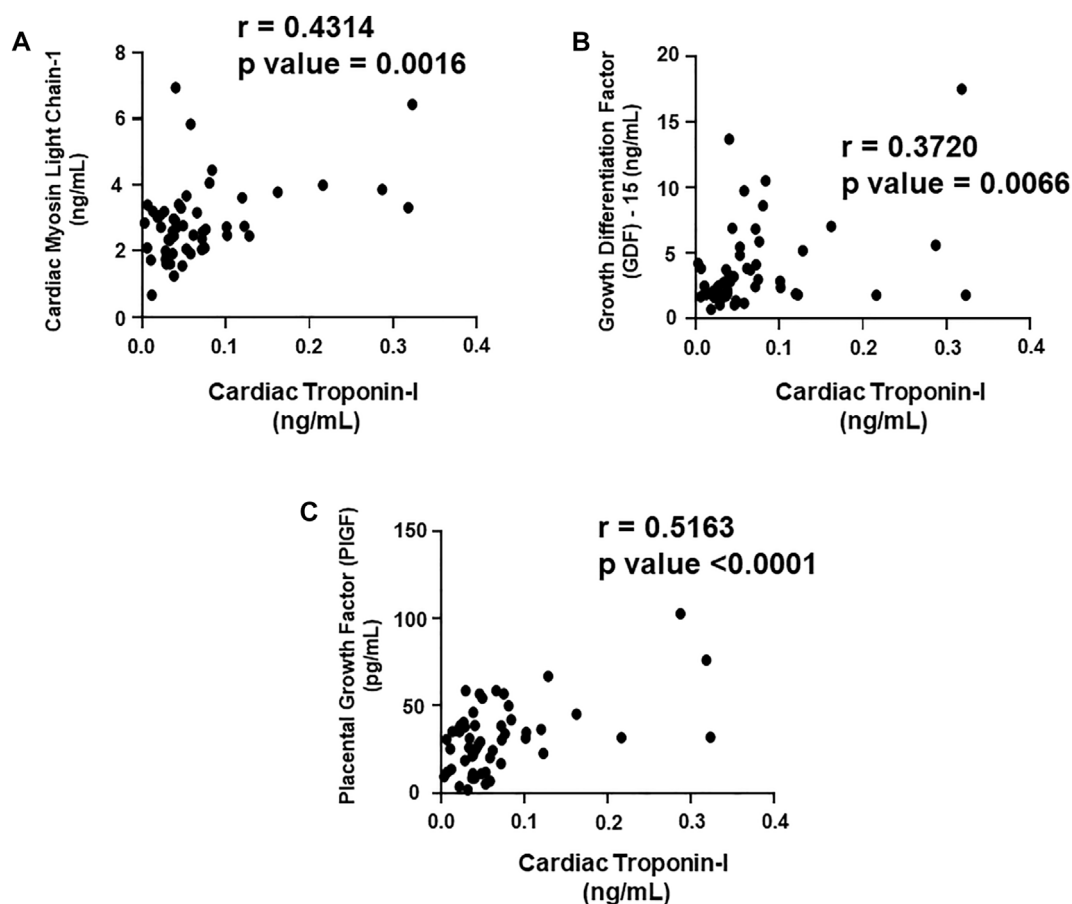 A
r = 0.4314
p value = 0.0016
Cardiac Myosin Light Chain-1
(ng/mL)
8
6
4
2
0
0.0 0.1 0.2 0.3 0.4
Cardiac Troponin-I
(ng/mL)
B
r = 0.3720
p value = 0.0066
Growth Differentiation Factor
(GDF) - 15 (ng/mL)
20
15
10
5
0
0.0 0.1 0.2 0.3 0.4
Cardiac Troponin-I
(ng/mL)
C
r = 0.5163
p value <0.0001
Placental Growth Factor (PIGF)
(pg/mL)
150
100
50
0
0.0 0.1 0.2 0.3 0.4
Cardiac Troponin-I
(ng/mL)